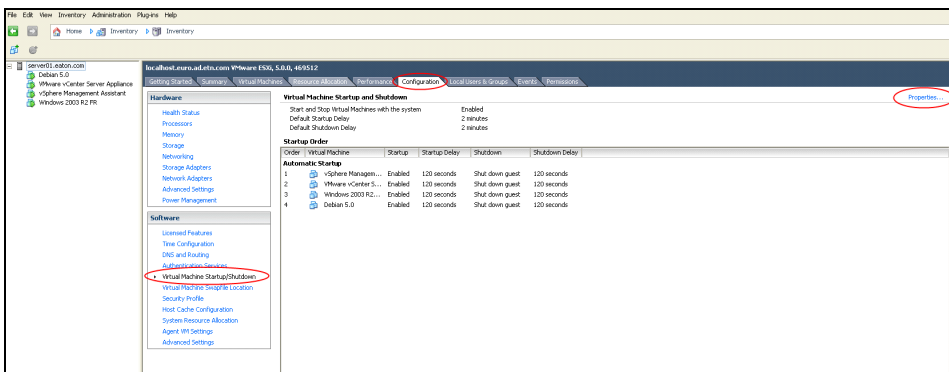 File Edit View Inventory Administration Plug-ins Help
Home Inventory Inventory
server01.eaton.com
Debian 5.0
VMware vCenter Server Appliance
vSphere Management Assistant
Windows 2003 R2 FR
localhost.euro.ad.etn.com VMware ESXi, 5.0.0, 469512
Getting Started Summary Virtual Machines Resource Allocation Performance Configuration Local Users & Groups Events Permissions
Hardware
Health Status
Processors
Memory
Storage
Networking
Storage Adapters
Network Adapters
Advanced Settings
Power Management
Software
Licensed Features
Time Configuration
DNS and Routing
Authentication Services
Virtual Machine Startup/Shutdown
Virtual Machine Swapfile Location
Security Profile
Host Cache Configuration
System Resource Allocation
Agent VM Settings
Advanced Settings
Virtual Machine Startup and Shutdown Properties...
Start and Stop Virtual Machines with the system Enabled
Default Startup Delay 2 minutes
Default Shutdown Delay 2 minutes
Startup Order
Order Virtual Machine Startup Startup Delay Shutdown Shutdown Delay
Automatic Startup
1 vSphere Managem... Enabled 120 seconds Shut down guest 120 seconds
2 VMware vCenter S... Enabled 120 seconds Shut down guest 120 seconds
3 Windows 2003 R2... Enabled 120 seconds Shut down guest 120 seconds
4 Debian 5.0 Enabled 120 seconds Shut down guest 120 seconds